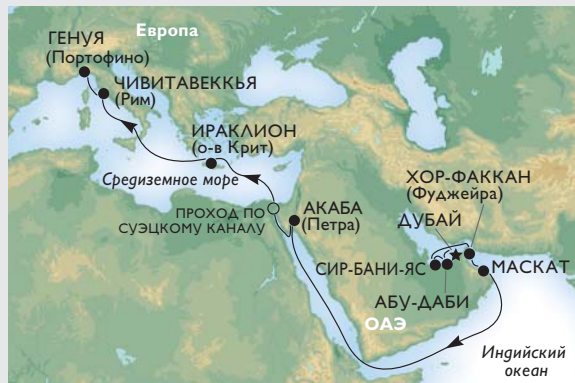 ГЕНУЯ
(Портофино)
Европа
ЧИВИТАВЕККЬЯ
(Рим)
ИРАКЛИОН
(о-в Крит)
Средиземное море
ПРОХОД ПО
СУЭЦКОМУ КАНАЛУ
АКАБА
(Петра)
ХОР-ФАККАН
(Фуджейра)
ДУБАЙ
СИР-БАНИ-ЯС
МАСКАТ
АБУ-ДАБИ
ОАЭ
Индийский
океан